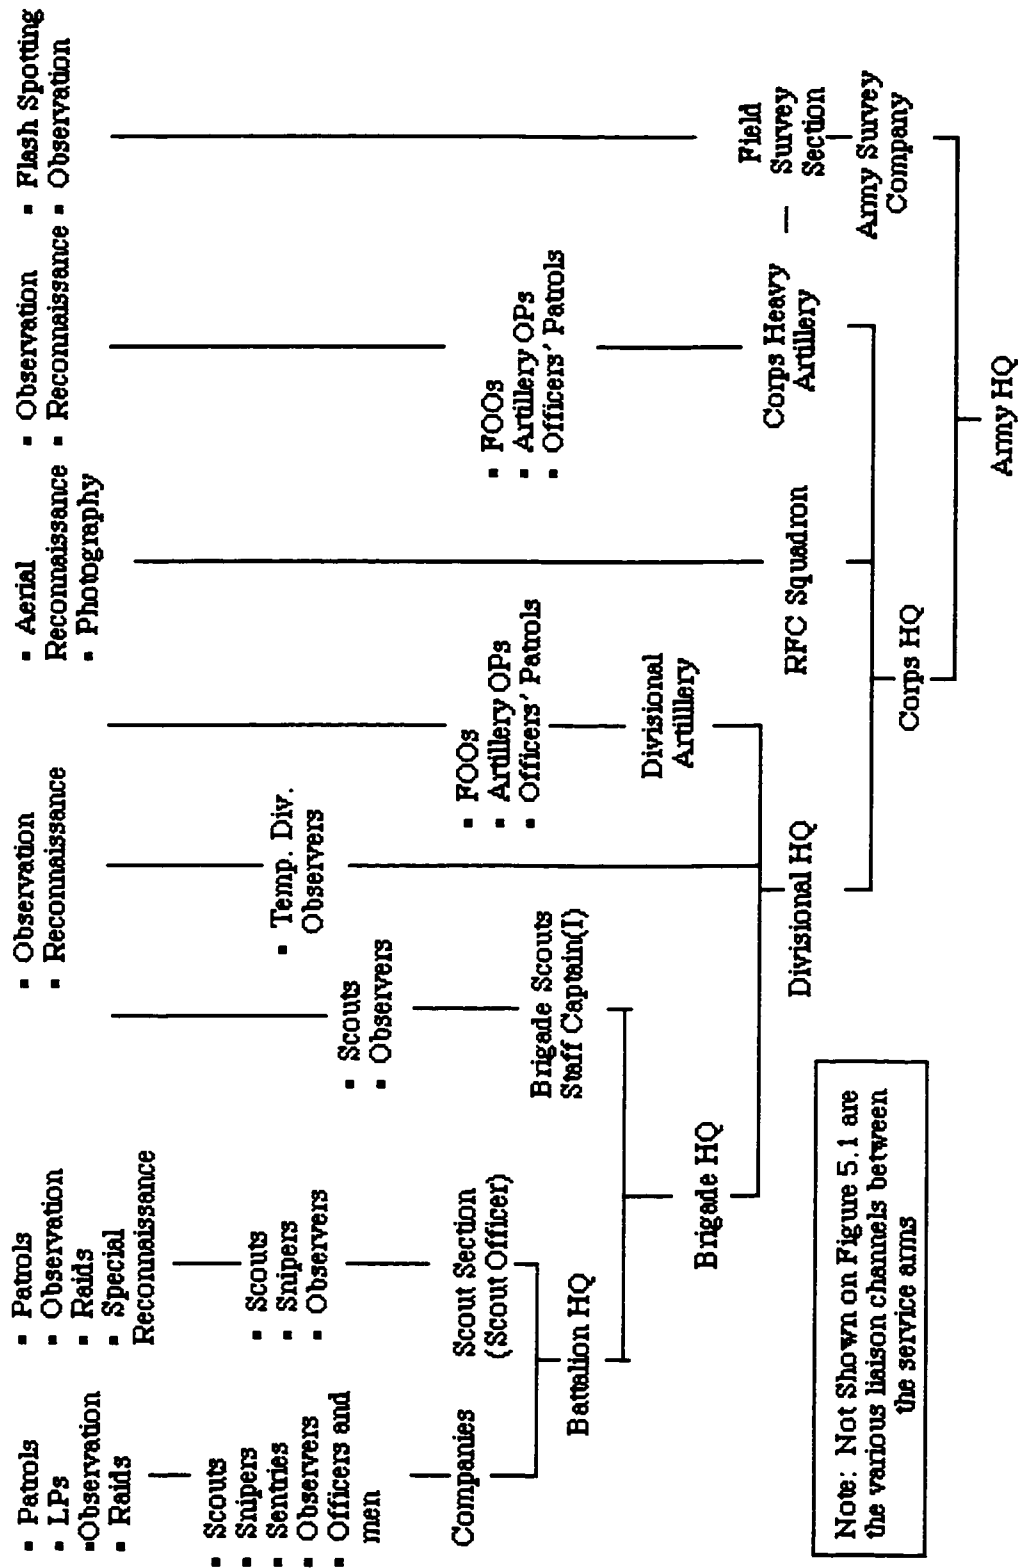 ▪ Patrols
▪ LPs
▪Observation
▪ Raids
▪ Patrols
▪ Observation
▪ Raids
▪ Special
Reconnaissance
▪ Observation
▪ Reconnaissance
▪ Aerial
Reconnaissance
▪ Photography
▪ Observation
▪ Reconnaissance
▪ Flash Spotting
▪ Observation
▪ Scouts
▪ Snipers
▪ Sentries
▪ Observers
▪ Officers and
men
▪ Scouts
▪ Snipers
▪ Observers
▪ Scouts
▪ Observers
▪ Temp. Div.
Observers
▪ FOOs
▪ Artillery OPs
▪ Officers' Patrols
▪ FOOs
▪ Artillery OPs
▪ Officers' Patrols
Companies
Scout Section
(Scout Officer)
Brigade Scouts
Staff Captain(I)
Divisional
Artilllery
RFC Squadron
Corps Heavy
Artillery
Field
Survey
Section
Army Survey
Company
Battalion HQ
Brigade HQ
Divisional HQ
Corps HQ
Army HQ
Note: Not Shown on Figure 5.1 are
the various liaison channels between
the service arms